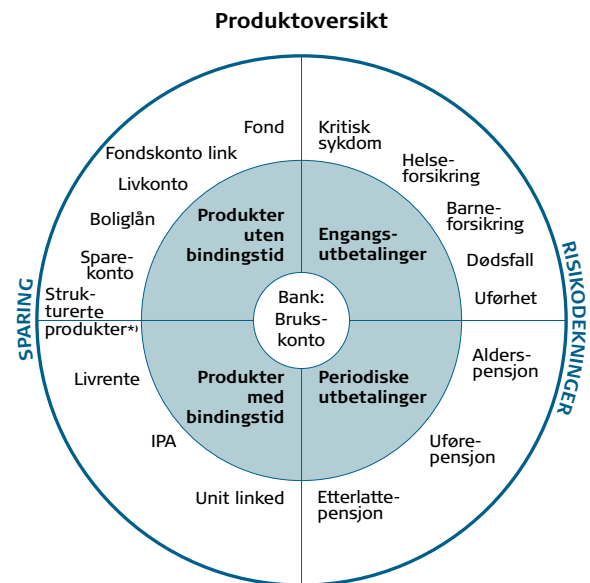 Produktoversikt
Fond
Fondskonto link
Livkonto
Boliglån
Spare-
konto
Struk-
turerte
produkter*)
Livrente
IPA
Unit linked
Kritisk
sykdom
Helse-
forsikring
Barne-
forsikring
Dødsfall
Uførhet
Alders-
pensjon
Uføre-
pensjon
Etterlatte-
pensjon
Produkter
uten
bindingstid
Engangs-
utbetalinger
Bank:
Bruks-
konto
Produkter
med
bindingstid
Periodiske
utbetalinger
SPARING
RISIKODEKNINGER